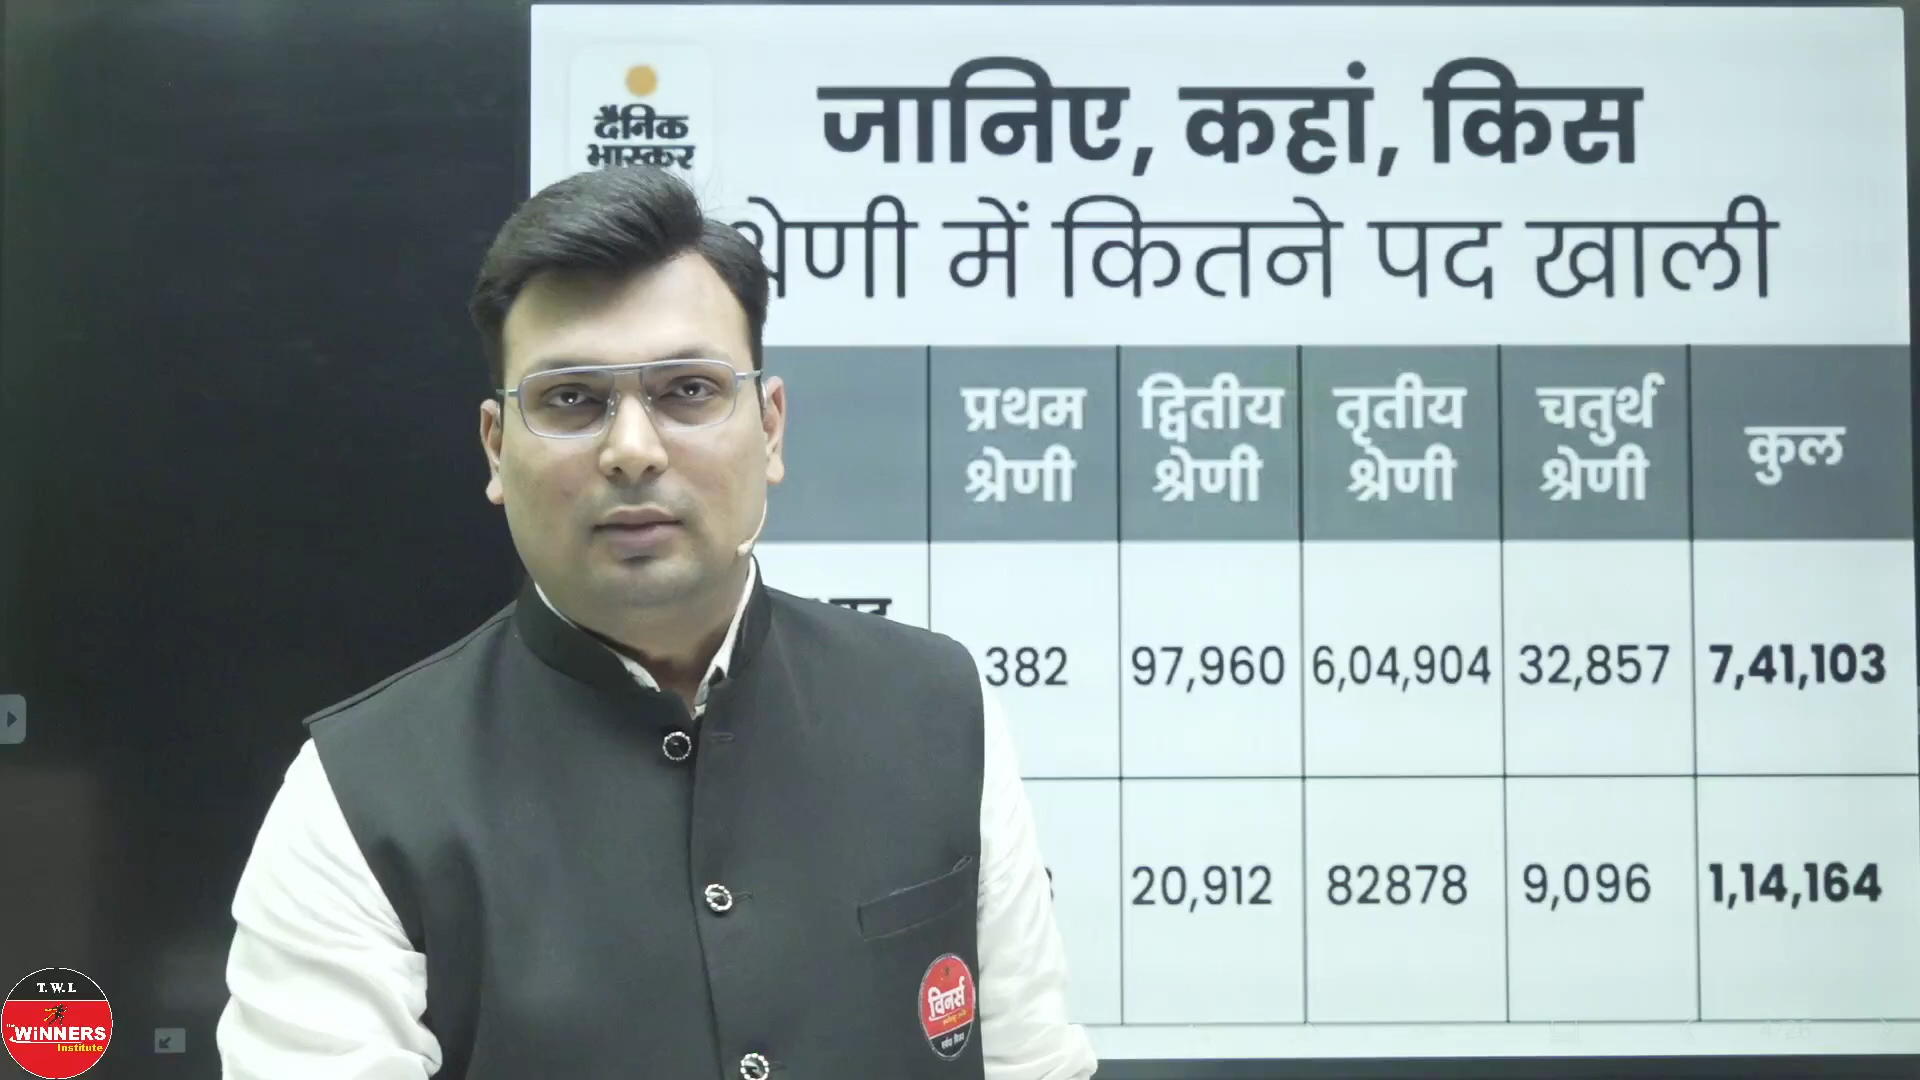 दैनिक
भास्कर
जानिए, कहां, किस
श्रेणी में कितने पद खाली
प्रथम
श्रेणी
द्वितीय
श्रेणी
तृतीय
श्रेणी
चतुर्थ
श्रेणी
कुल
382 97,960 6,04,904 32,857 7,41,103
20,912 82878 9,096 1,14,164
विनर्स
T.W.I.
The
WiNNERS
Institute